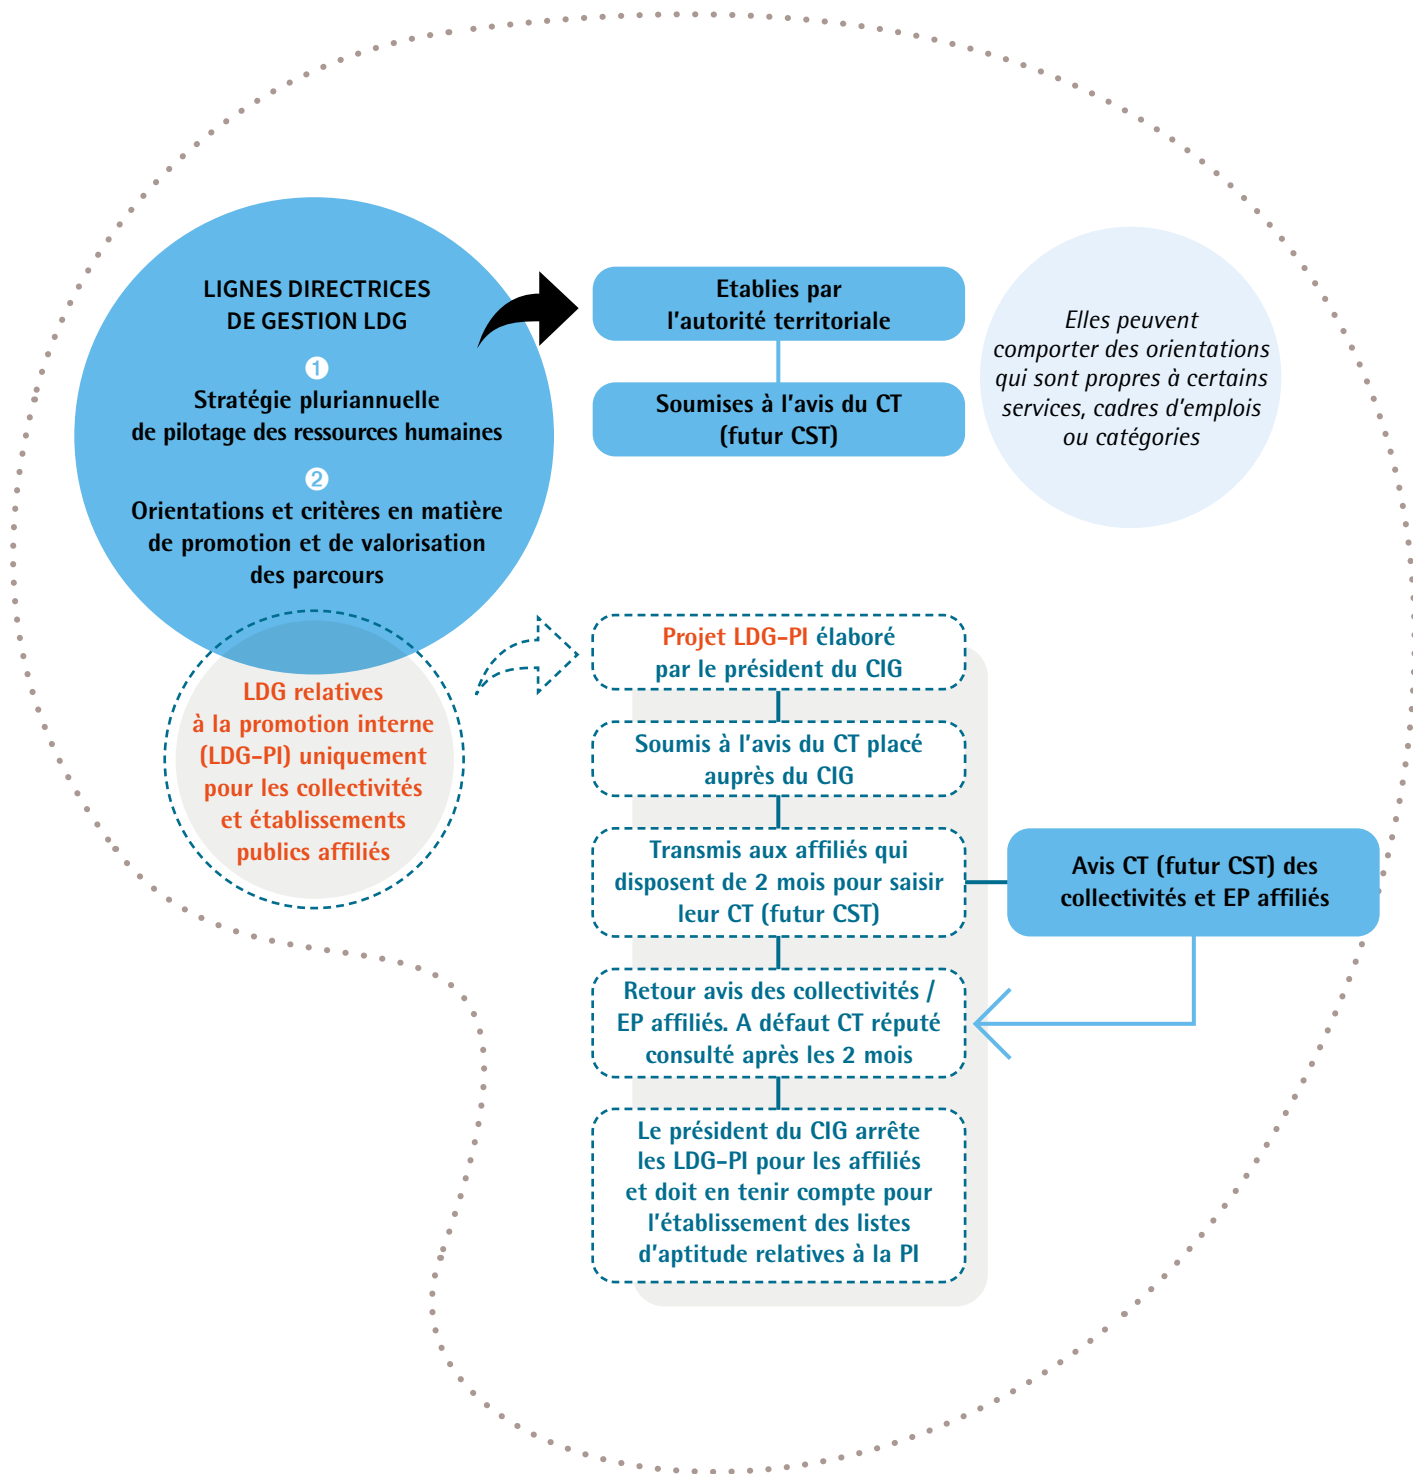 LIGNES DIRECTRICES
DE GESTION LDG
1
Stratégie pluriannuelle
de pilotage des ressources humaines
2
Orientations et critères en matière
de promotion et de valorisation
des parcours
Etablies par
l'autorité territoriale
Soumises à l'avis du CT
(futur CST)
Elles peuvent
comporter des orientations
qui sont propres à certains
services, cadres d'emplois
ou catégories
LDG relatives
à la promotion interne
(LDG-PI) uniquement
pour les collectivités
et établissements
publics affiliés
Projet LDG-PI élaboré
par le président du CIG
Soumis à l'avis du CT placé
auprès du CIG
Transmis aux affiliés qui
disposent de 2 mois pour saisir
leur CT (futur CST)
Avis CT (futur CST) des
collectivités et EP affiliés
Retour avis des collectivités /
EP affiliés. A défaut CT réputé
consulté après les 2 mois
Le président du CIG arrête
les LDG-PI pour les affiliés
et doit en tenir compte pour
l'établissement des listes
d'aptitude relatives à la PI